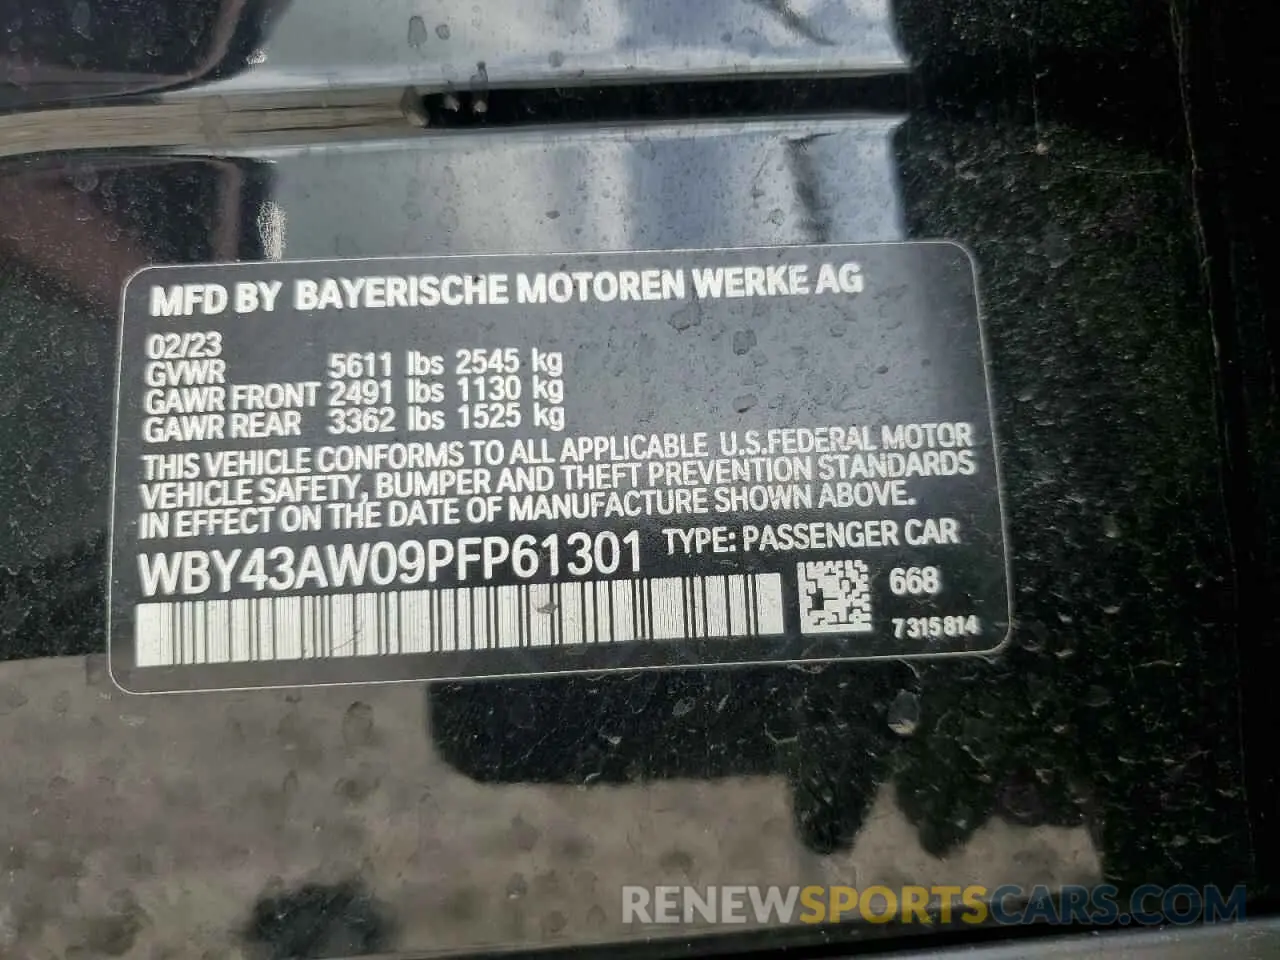 MFD BY BAYERISCHE MOTOREN WERKE AG
02/23
GVWR 5611 lbs 2545 kg
GAWR FRONT 2491 lbs 1130 kg
GAWR REAR 3362 lbs 1525 kg
THIS VEHICLE CONFORMS TO ALL APPLICABLE U.S.FEDERAL MOTOR
VEHICLE SAFETY, BUMPER AND THEFT PREVENTION STANDARDS
IN EFFECT ON THE DATE OF MANUFACTURE SHOWN ABOVE.
WBY43AW09PFP61301 TYPE: PASSENGER CAR
668
7 315 814
RENEWSPORTSCARS.COM